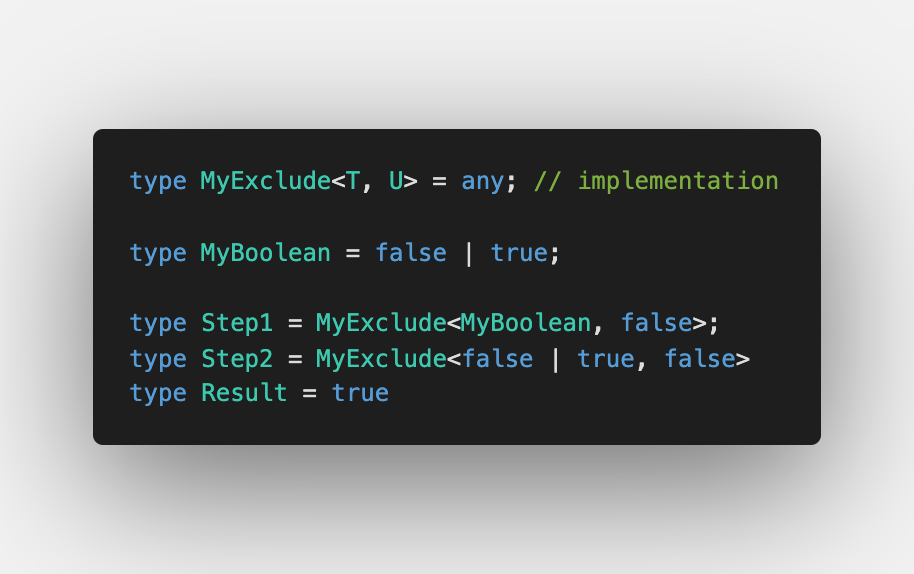 type MyExclude<T, U> = any; // implementation
type MyBoolean = false | true;
type Step1 = MyExclude<MyBoolean, false>;
type Step2 = MyExclude<false | true, false>
type Result = true